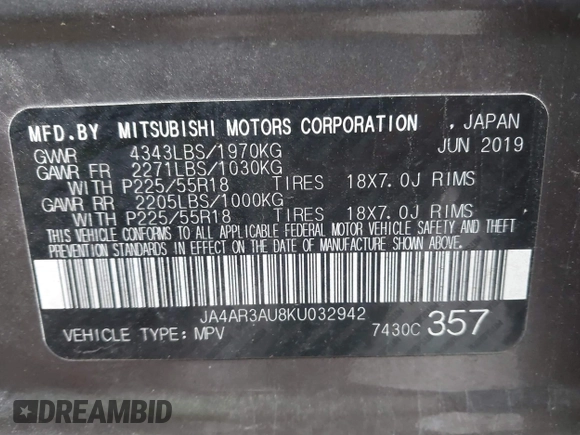 MFD.BY MITSUBISHI MOTORS CORPORATION , JAPAN
GVWR 4343LBS/1970KG JUN 2019
GAWR FR 2271LBS/1030KG
WITH P225/55R18 TIRES 18X7.0J RIMS
GAWR RR 2205LBS/1000KG
WITH P225/55R18 TIRES 18X7.0J RIMS
THIS VEHICLE CONFORMS TO ALL APPLICABLE FEDERAL MOTOR VEHICLE SAFETY AND THEFT
PREVENTION STANDARDS IN EFFECT ON THE DATE OF MANUFACTURE SHOWN ABOVE.
JA4AR3AU8KU032942
VEHICLE TYPE: MPV 7430C 357
DREAMBID